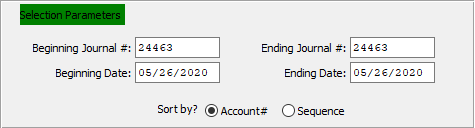 Selection Parameters
Beginning Journal #: 24463 Ending Journal #: 24463
Beginning Date: 05/26/2020 Ending Date: 05/26/2020
Sort by? Account# Sequence